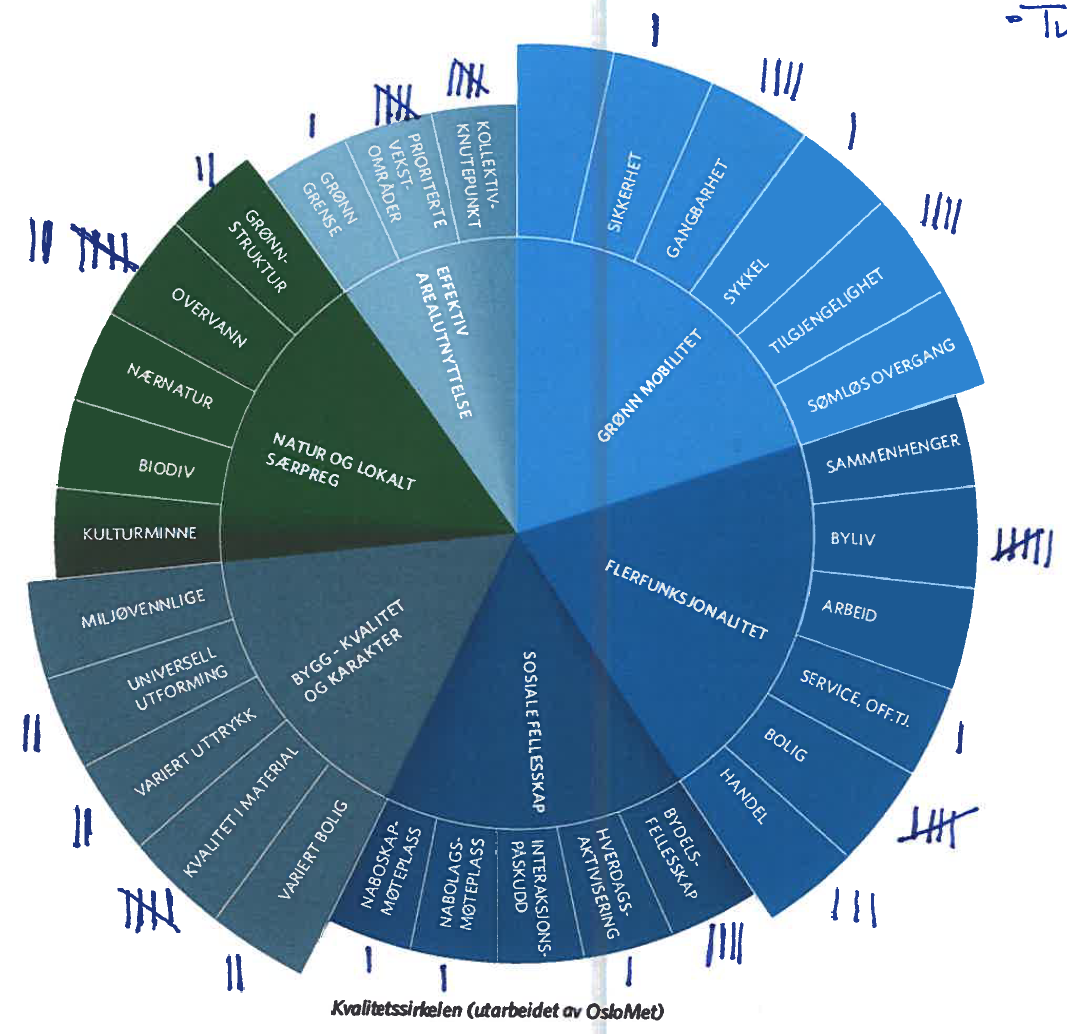 KOLLEKTIV-
KNUTEPUNKT
PRIORITERTE
VEKST-
OMRÅDER
GRØNN
GRENSE
EFFEKTIV
AREALUTNYTTELSE
SIKKERHET
GANGBARHET
SYKKEL
TILGJENGELIGHET
SØMLØS OVERGANG
GRØNN MOBILITET
SAMMENHENGER
BYLIV
ARBEID
SERVICE, OFF.TJ.
BOLIG
HANDEL
FLERFUNKSJONALITET
BYDELS-
FELLESSKAP
HVERDAGS-
AKTIVISERING
INTERAKSJONS-
PÅSKUDD
NABOLAGS-
MØTEPLASS
NABOSKAP-
MØTEPLASS
SOSIALE FELLESSKAP
VARIERT BOLIG
KVALITET I MATERIAL
VARIERT UTTRYKK
UNIVERSELL
UTFORMING
MILJØVENNLIGE
BYGG - KVALITET
OG KARAKTER
KULTURMINNE
BIODIV
NÆRNATUR
OVERVANN
GRØNN-
STRUKTUR
NATUR OG LOKALT
SÆRPREG
Kvalitetssirkelen (utarbeidet av OsloMet)